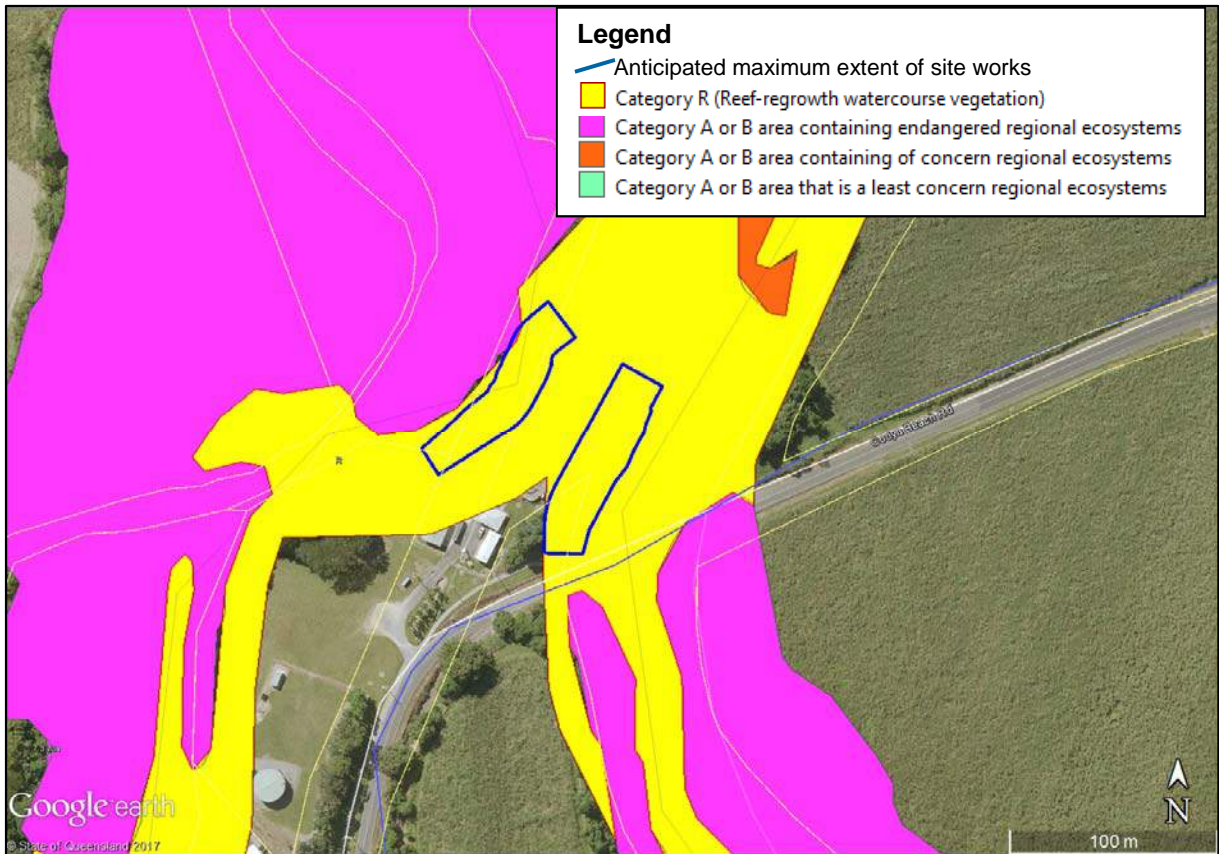 Legend
Anticipated maximum extent of site works
Category R (Reef-regrowth watercourse vegetation)
Category A or B area containing endangered regional ecosystems
Category A or B area containing of concern regional ecosystems
Category A or B area that is a least concern regional ecosystems
Beach Rd
Google earth
© State of Queensland 2017
N
100 m